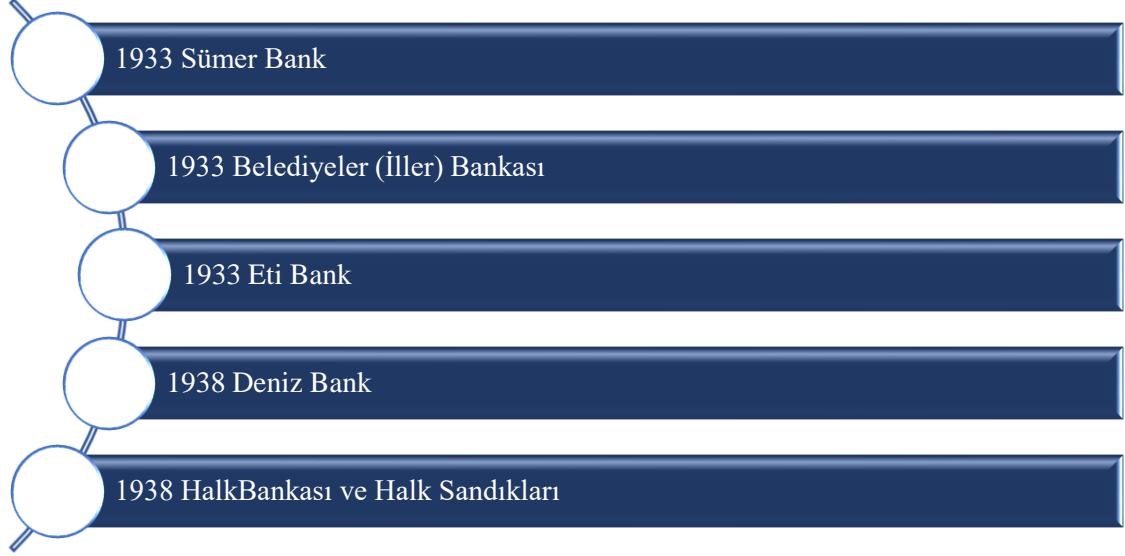 1933 Sümer Bank
1933 Belediyeler (İller) Bankası
1933 Eti Bank
1938 Deniz Bank
1938 HalkBankası ve Halk Sandıkları